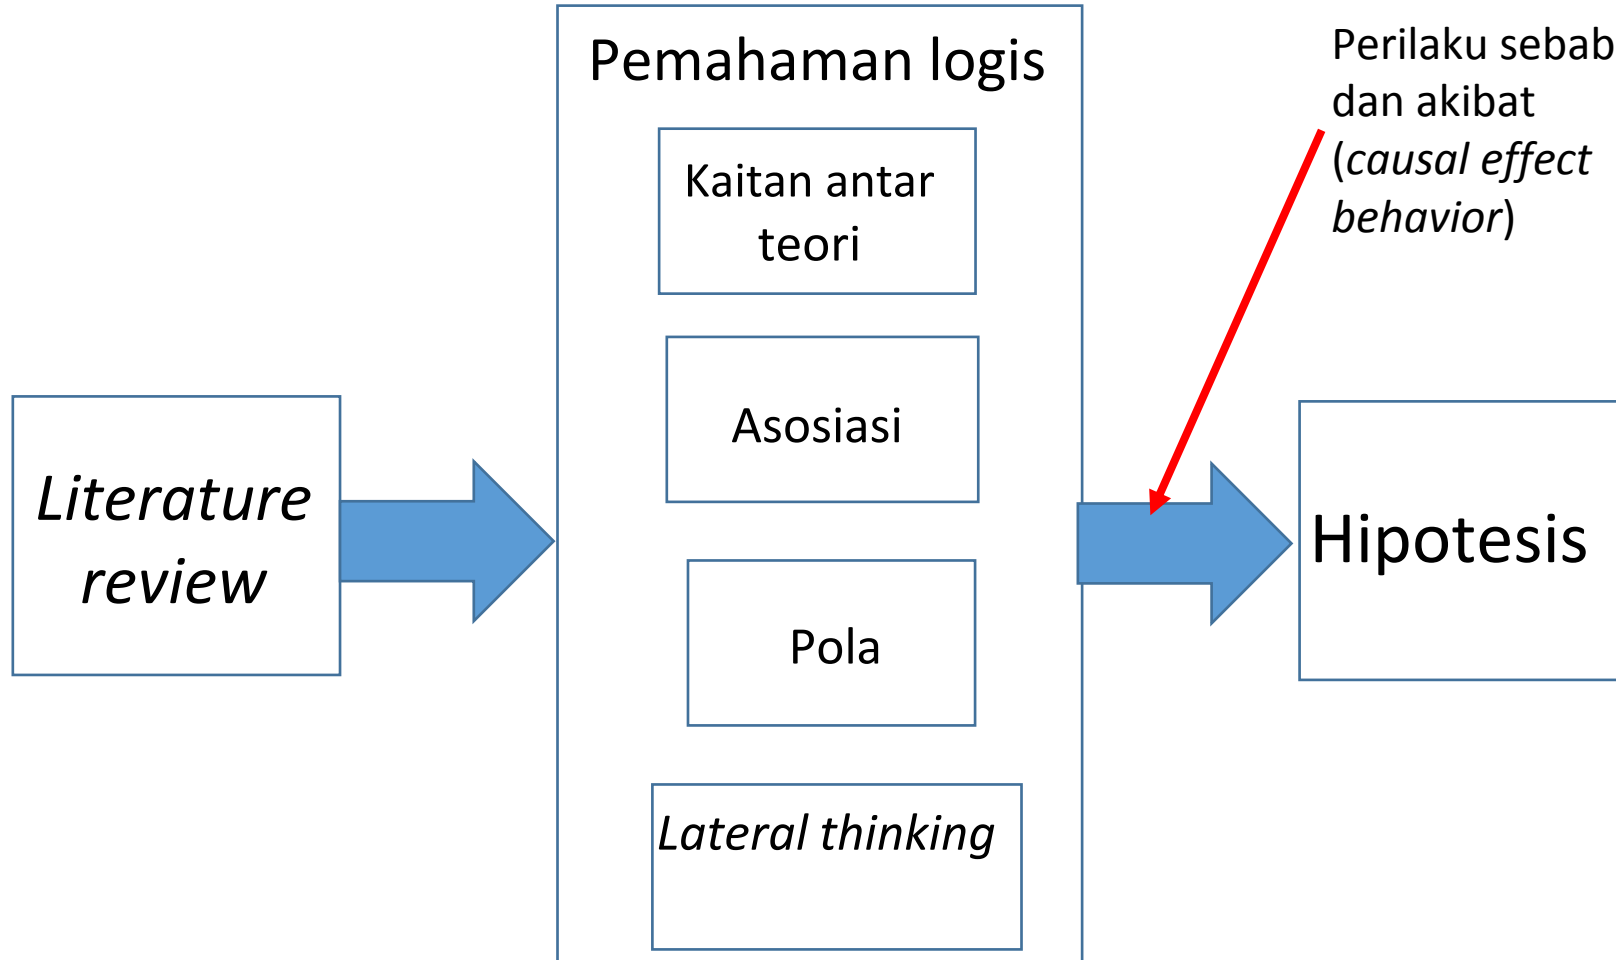 Literature
review
Pemahaman logis
Kaitan antar
teori
Asosiasi
Pola
Lateral thinking
Perilaku sebab
dan akibat
(causal effect
behavior)
Hipotesis